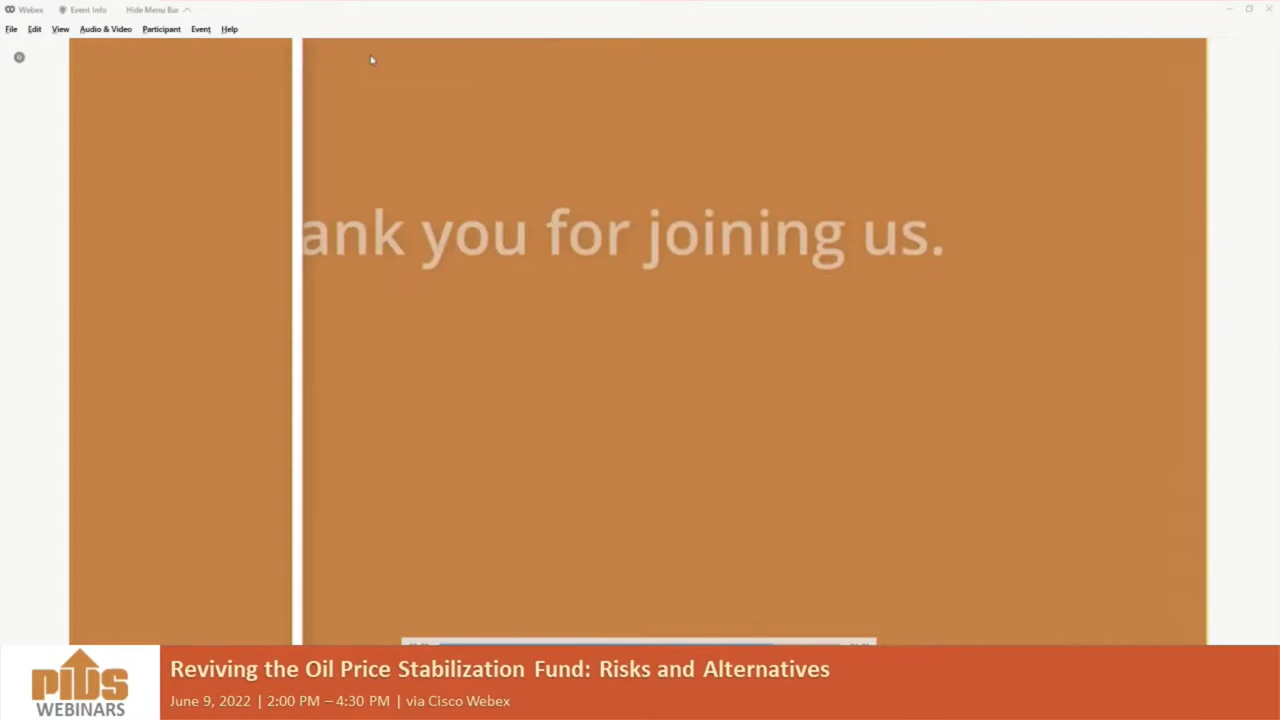 Webex Event Info Hide Menu Bar
File Edit View Audio & Video Participant Event Help
ank you for joining us.
Reviving the Oil Price Stabilization Fund: Risks and Alternatives
June 9, 2022 | 2:00 PM – 4:30 PM | via Cisco Webex
PIDS
WEBINARS